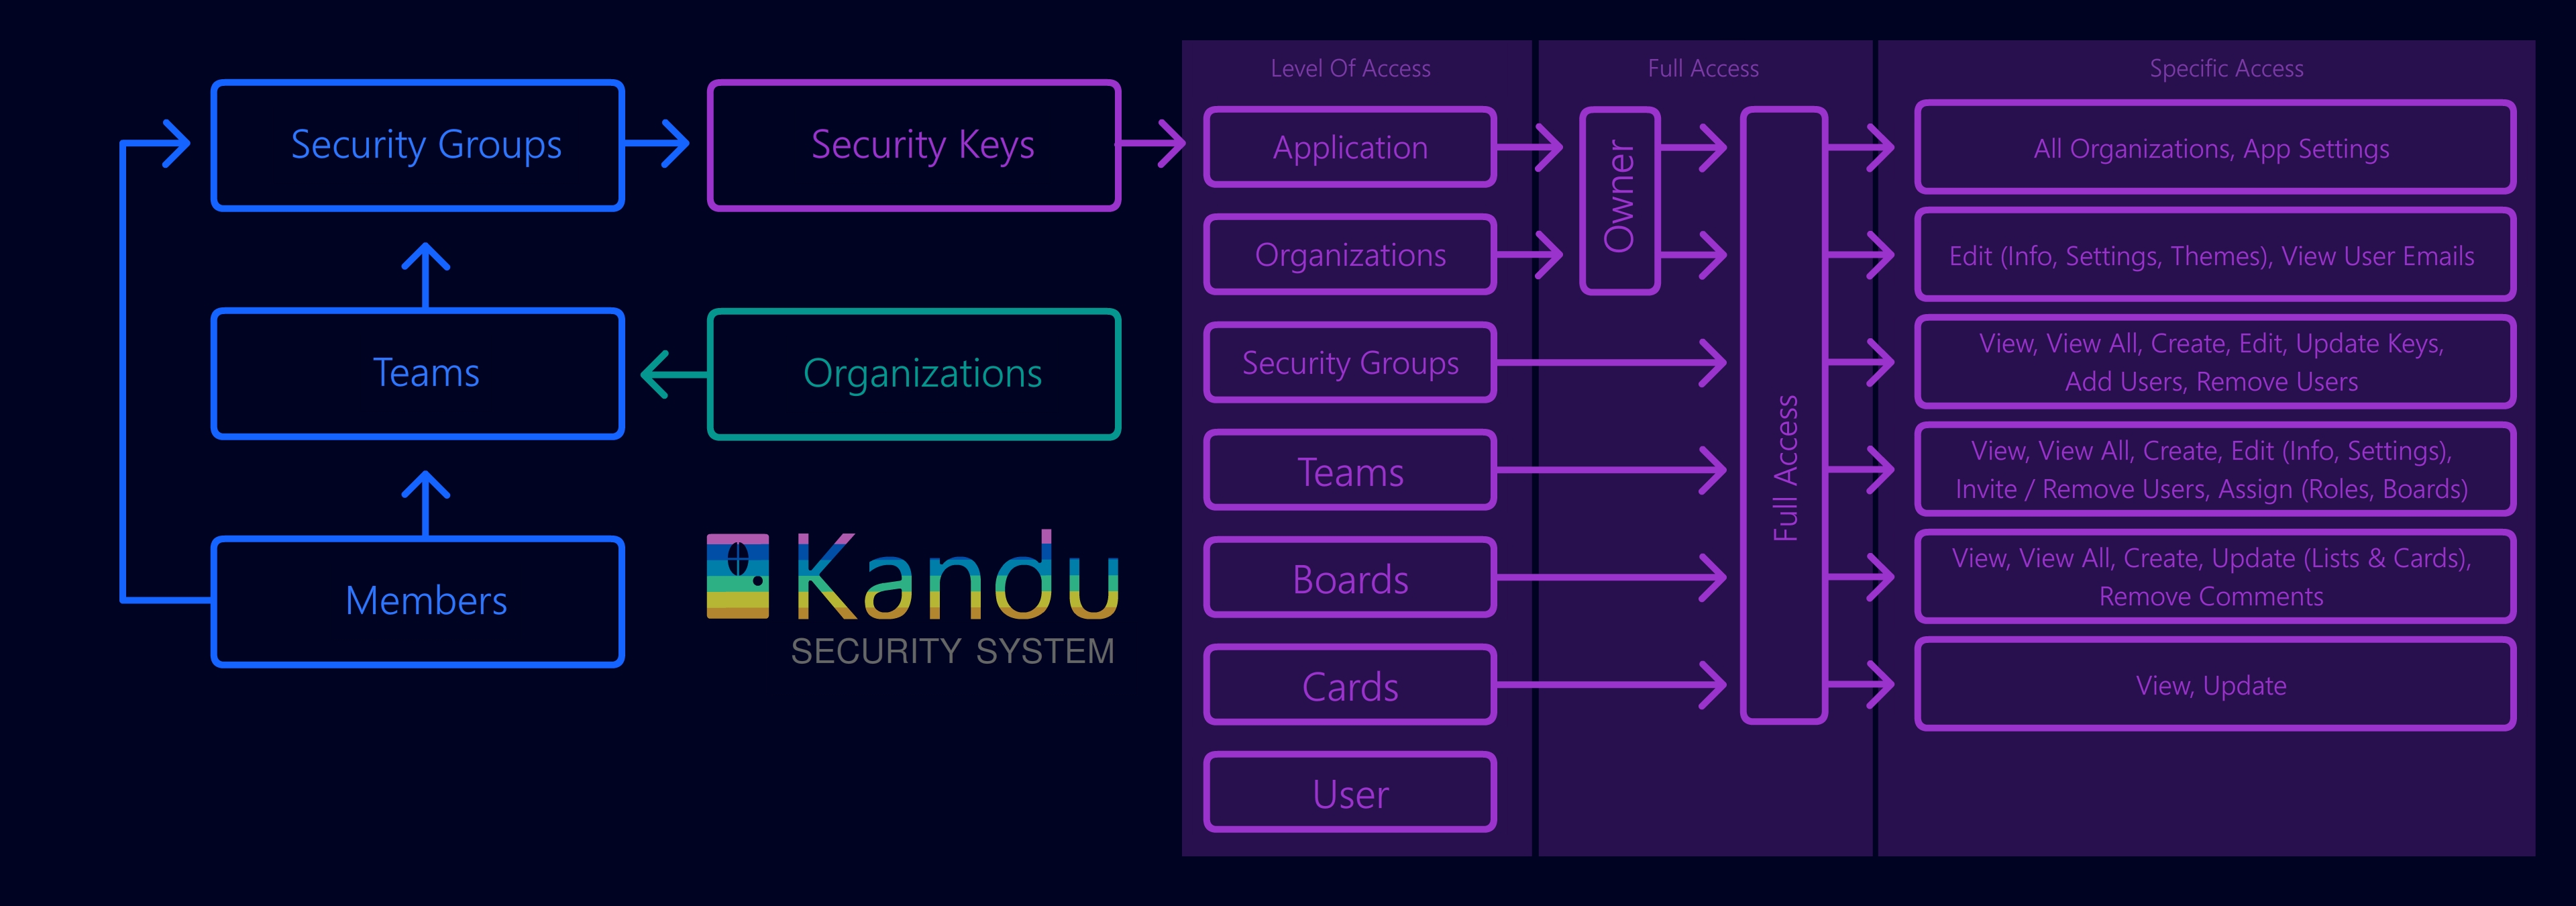 Security Groups
Security Keys
Teams
Organizations
Members
Kandu
SECURITY SYSTEM
Level Of Access
Full Access
Specific Access
Application
Owner
All Organizations, App Settings
Organizations
Edit (Info, Settings, Themes), View User Emails
Security Groups
Full Access
View, View All, Create, Edit, Update Keys,
Add Users, Remove Users
Teams
View, View All, Create, Edit (Info, Settings),
Invite / Remove Users, Assign (Roles, Boards)
Boards
View, View All, Create, Update (Lists & Cards),
Remove Comments
Cards
View, Update
User